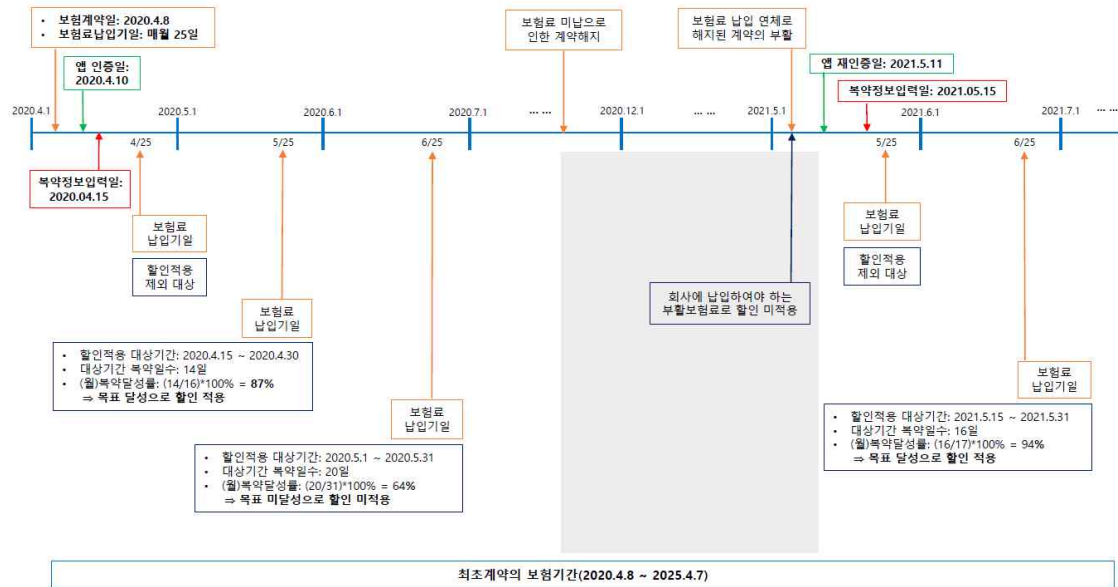 • 보험계약일: 2020.4.8
• 보험료납입기일: 매월 25일
앱 인증일:
2020.4.10
보험료 미납으로
인한 계약해지
보험료 납입 연체로
해지된 계약의 부활
앱 재인증일: 2021.5.11
복약정보입력일: 2021.05.15
2020.4.1
2020.5.1
2020.6.1
2020.7.1
... ...
2020.12.1
... ...
2021.5.1
2021.6.1
2021.7.1
... ...
4/25
5/25
6/25
5/25
6/25
복약정보입력일:
2020.04.15
보험료
납입기일
할인적용
제외 대상
보험료
납입기일
할인적용
제외 대상
회사에 납입하여야 하는
부활보험료로 할인 미적용
보험료
납입기일
• 할인적용 대상기간: 2020.4.15 ~ 2020.4.30
• 대상기간 복약일수: 14일
• (월)복약달성률: (14/16)*100% = 87%
⇒ 목표 달성으로 할인 적용
보험료
납입기일
보험료
납입기일
• 할인적용 대상기간: 2020.5.1 ~ 2020.5.31
• 대상기간 복약일수: 20일
• (월)복약달성률: (20/31)*100% = 64%
⇒ 목표 미달성으로 할인 미적용
• 할인적용 대상기간: 2021.5.15 ~ 2021.5.31
• 대상기간 복약일수: 16일
• (월)복약달성률: (16/17)*100% = 94%
⇒ 목표 달성으로 할인 적용
최초계약의 보험기간(2020.4.8 ~ 2025.4.7)